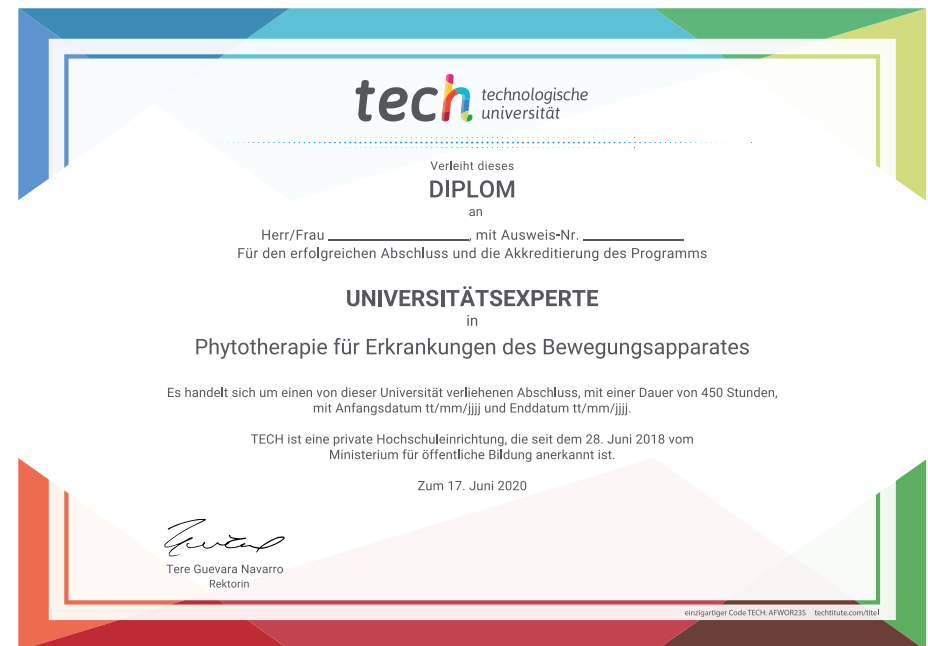 tech technologische
universität
Verleiht dieses
DIPLOM
an
Herr/Frau ____________________, mit Ausweis-Nr. ______________
Für den erfolgreichen Abschluss und die Akkreditierung des Programms
UNIVERSITÄTSEXPERTE
in
Phytotherapie für Erkrankungen des Bewegungsapparates
Es handelt sich um einen von dieser Universität verliehenen Abschluss, mit einer Dauer von 450 Stunden,
mit Anfangsdatum tt/mm/jjjj und Enddatum tt/mm/jjjj.
TECH ist eine private Hochschuleinrichtung, die seit dem 28. Juni 2018 vom
Ministerium für öffentliche Bildung anerkannt ist.
Zum 17. Juni 2020
Tere Guevara Navarro
Rektorin
einzigartiger Code TECH: AFWOR235 techtitute.com/titel